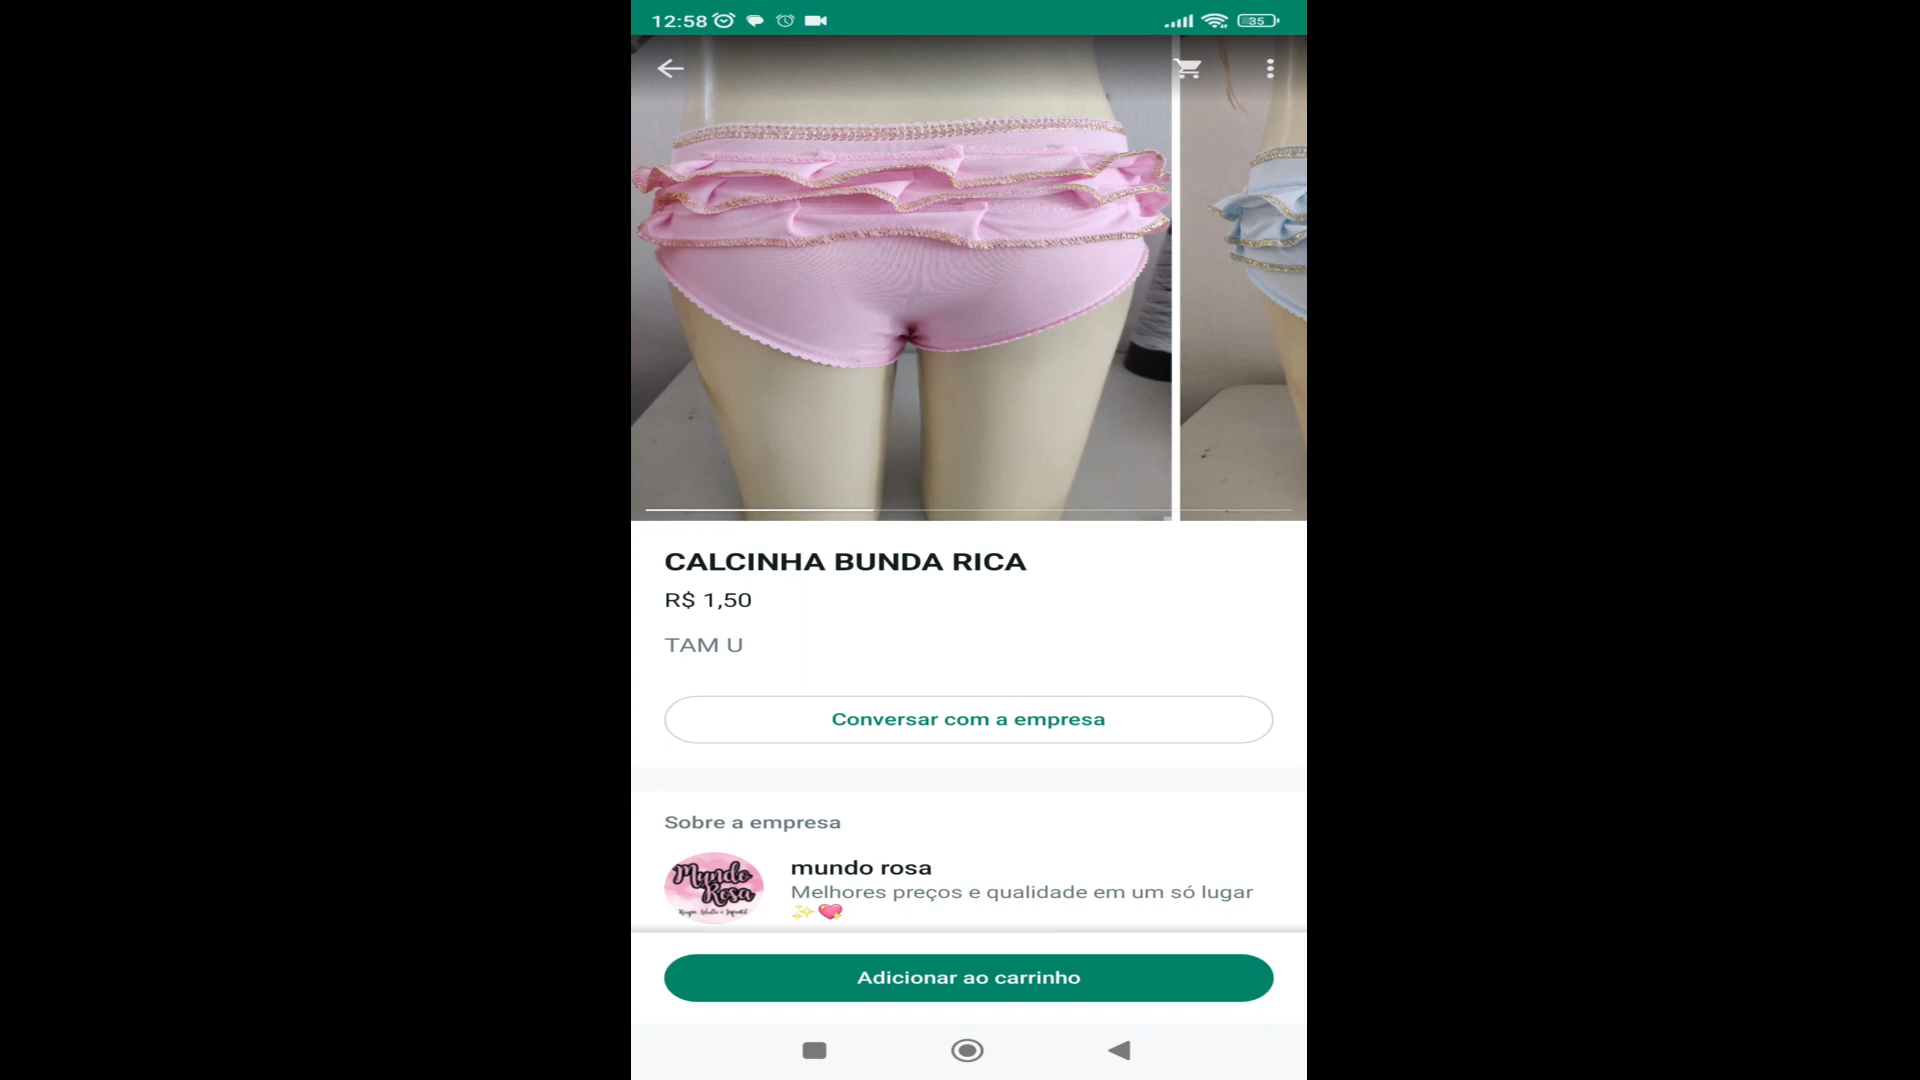 12:58
35
CALCINHA BUNDA RICA
R$ 1,50
TAM U
Conversar com a empresa
Sobre a empresa
Mundo
Rosa
mundo rosa
Melhores preços e qualidade em um só lugar
✨💖
Adicionar ao carrinho